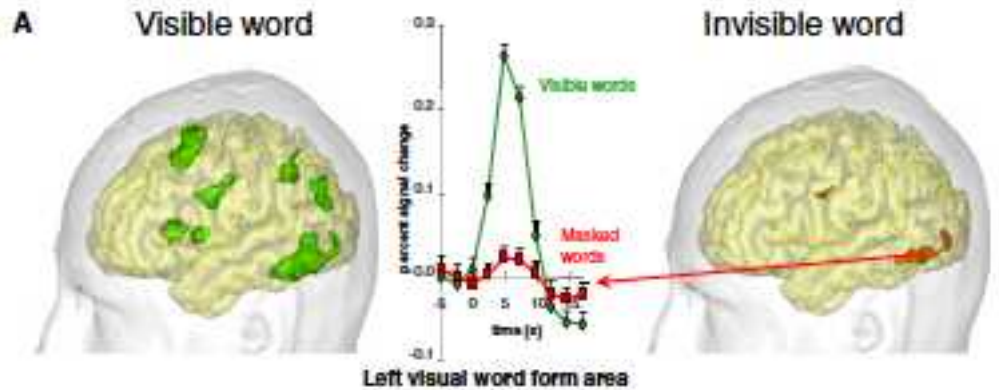 A
Visible word
Invisible word
0.3
0.2
0.1
0.0
-0.1
percent signal change
Visible words
Masked
words
-5 0 5 10
time (s)
Left visual word form area